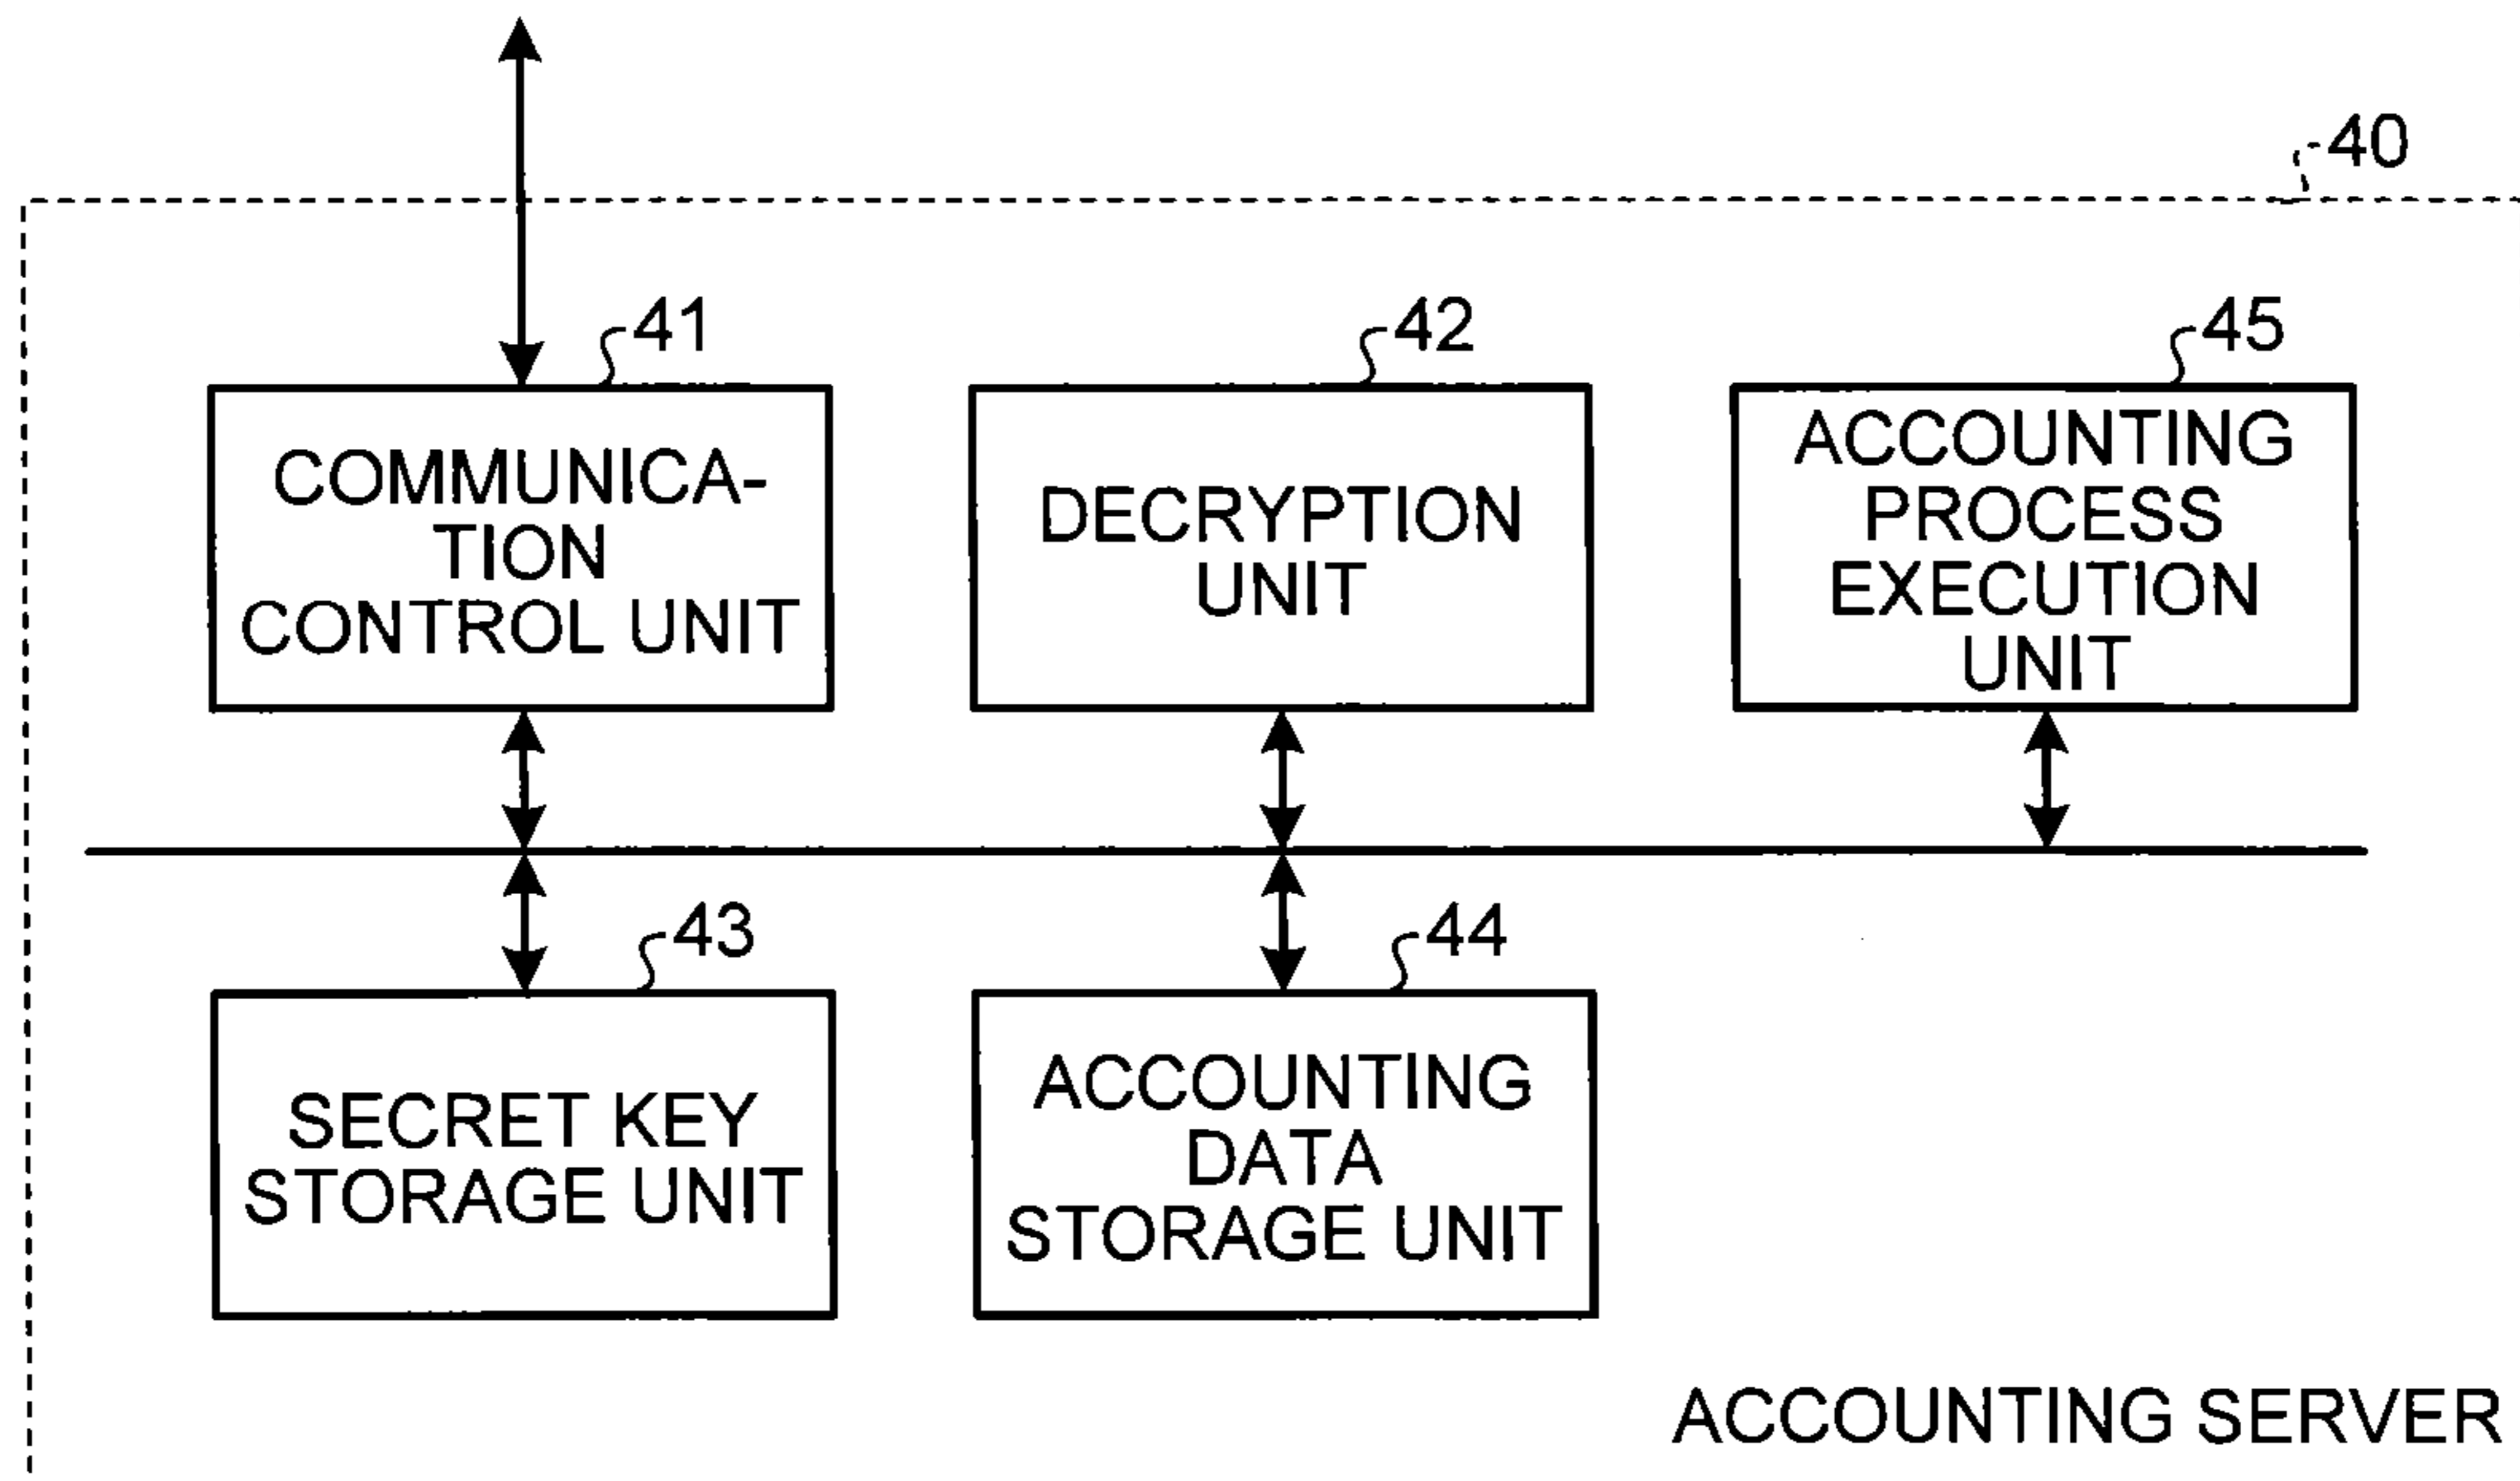 40
41
COMMUNICA-
TION
CONTROL UNIT
42
DECRYPTION
UNIT
45
ACCOUNTING
PROCESS
EXECUTION
UNIT
43
SECRET KEY
STORAGE UNIT
44
ACCOUNTING
DATA
STORAGE UNIT
ACCOUNTING SERVER